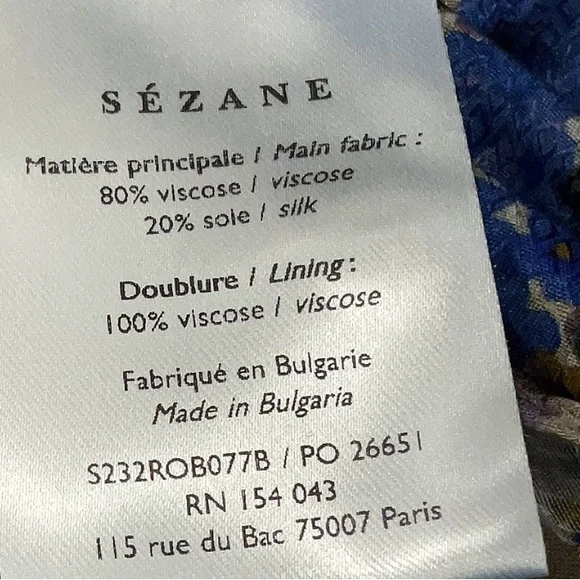 SÉZANE
Matière principale / Main fabric :
80% viscose / viscose
20% soie / silk
Doublure / Lining :
100% viscose / viscose
Fabriqué en Bulgarie
Made in Bulgaria
S232ROB077B / PO 26651
RN 154 043
115 rue du Bac 75007 Paris